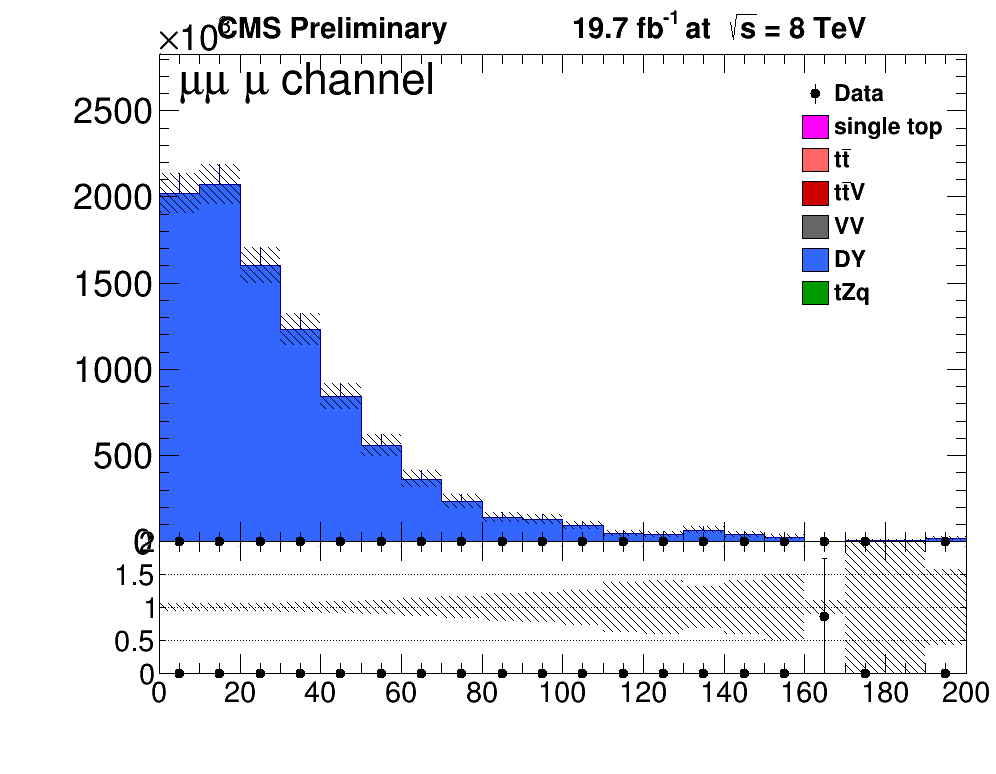 ×10³ CMS Preliminary 19.7 fb⁻¹ at √s = 8 TeV
μμ μ channel
2500
2000
1500
1000
500
0
Data
single top
tt̄
tt̄V
VV
DY
tZq
2
1.5
1
0.5
0
0 20 40 60 80 100 120 140 160 180 200